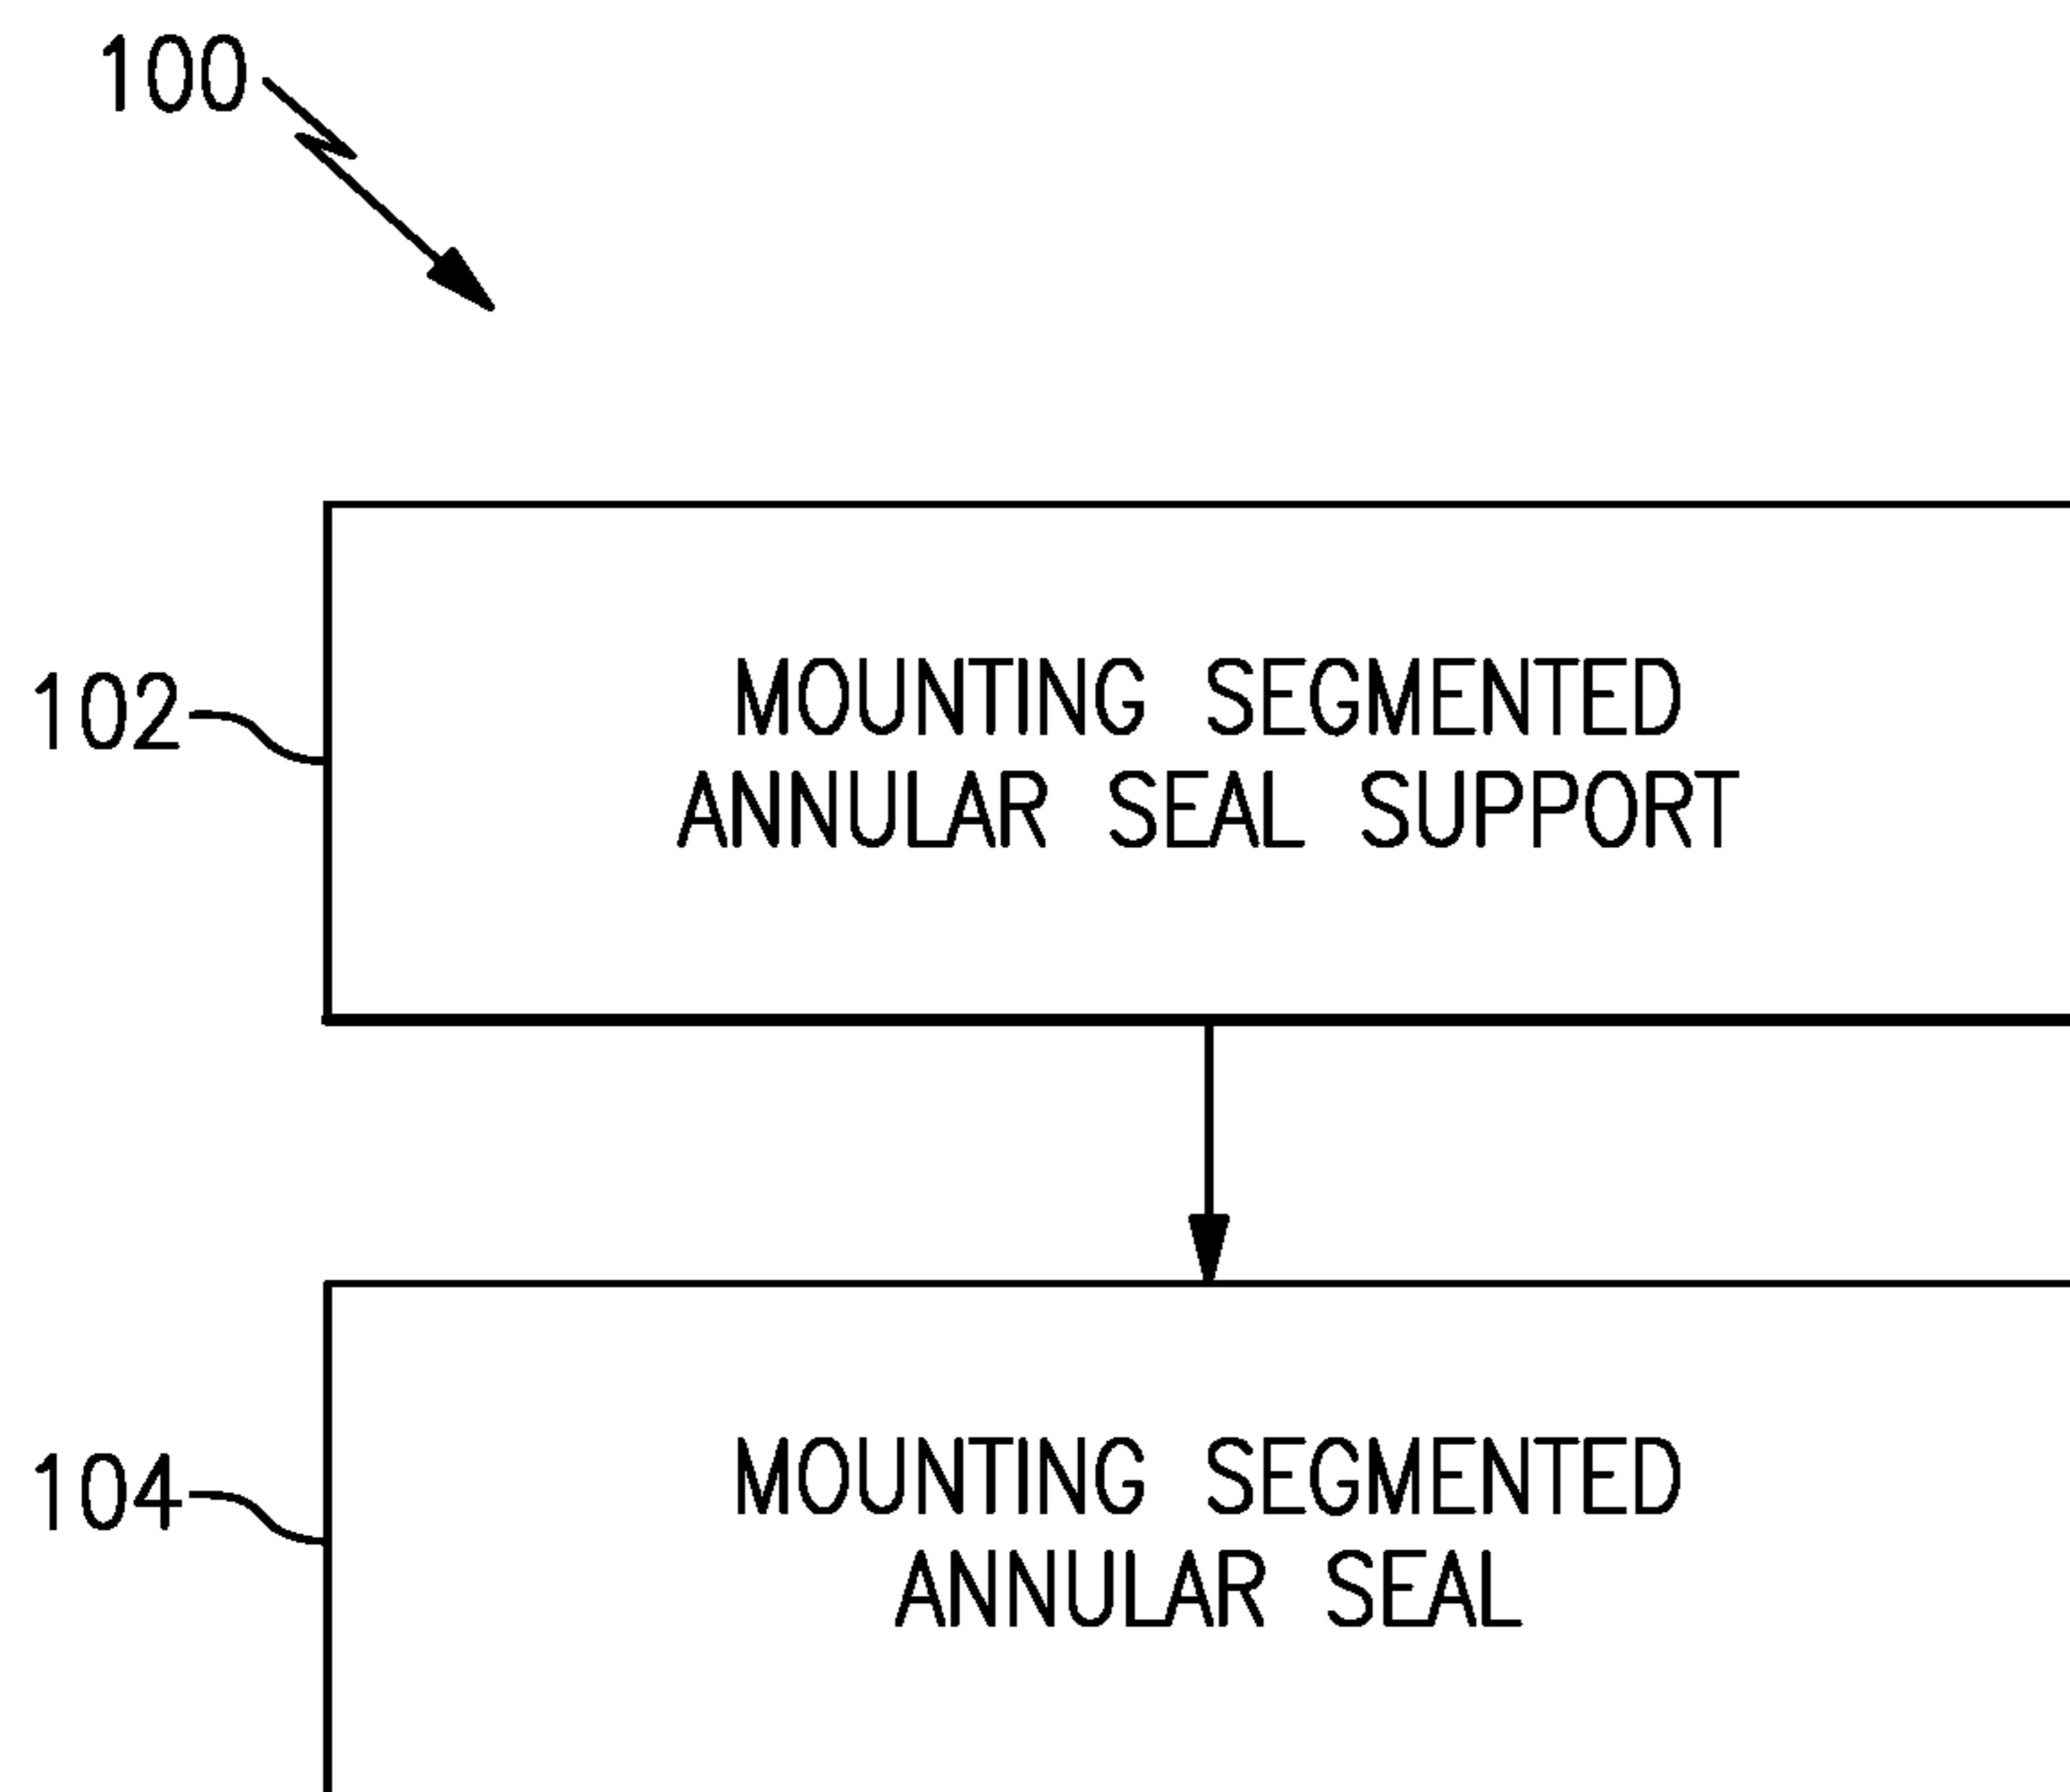 100
102
MOUNTING SEGMENTED
ANNULAR SEAL SUPPORT
104
MOUNTING SEGMENTED
ANNULAR SEAL